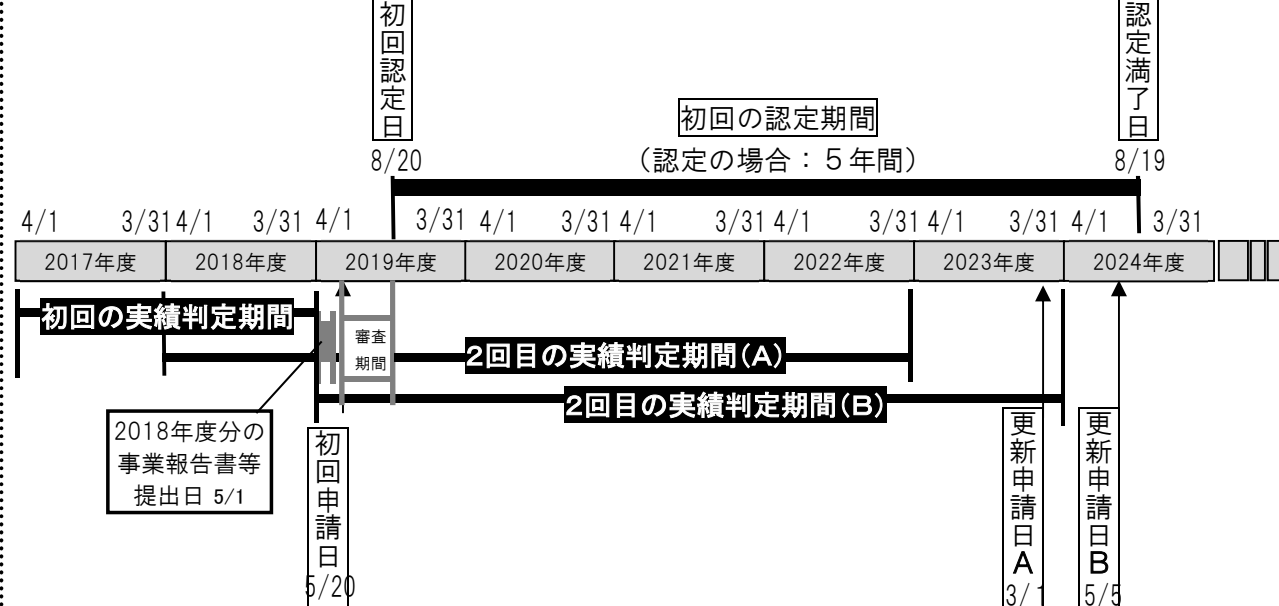 初回認定日
8/20
認定満了日
8/19
初回の認定期間
（認定の場合：５年間）
4/1 3/31 4/1 3/31 4/1 3/31 4/1 3/31 4/1 3/31 4/1 3/31 4/1 3/31 4/1 3/31
2017年度 2018年度 2019年度 2020年度 2021年度 2022年度 2023年度 2024年度
初回の実績判定期間
審査
期間
2回目の実績判定期間(A)
2回目の実績判定期間(B)
2018年度分の
事業報告書等
提出日 5/1
初回申請日
5/20
更新申請日A
3/1
更新申請日B
5/5